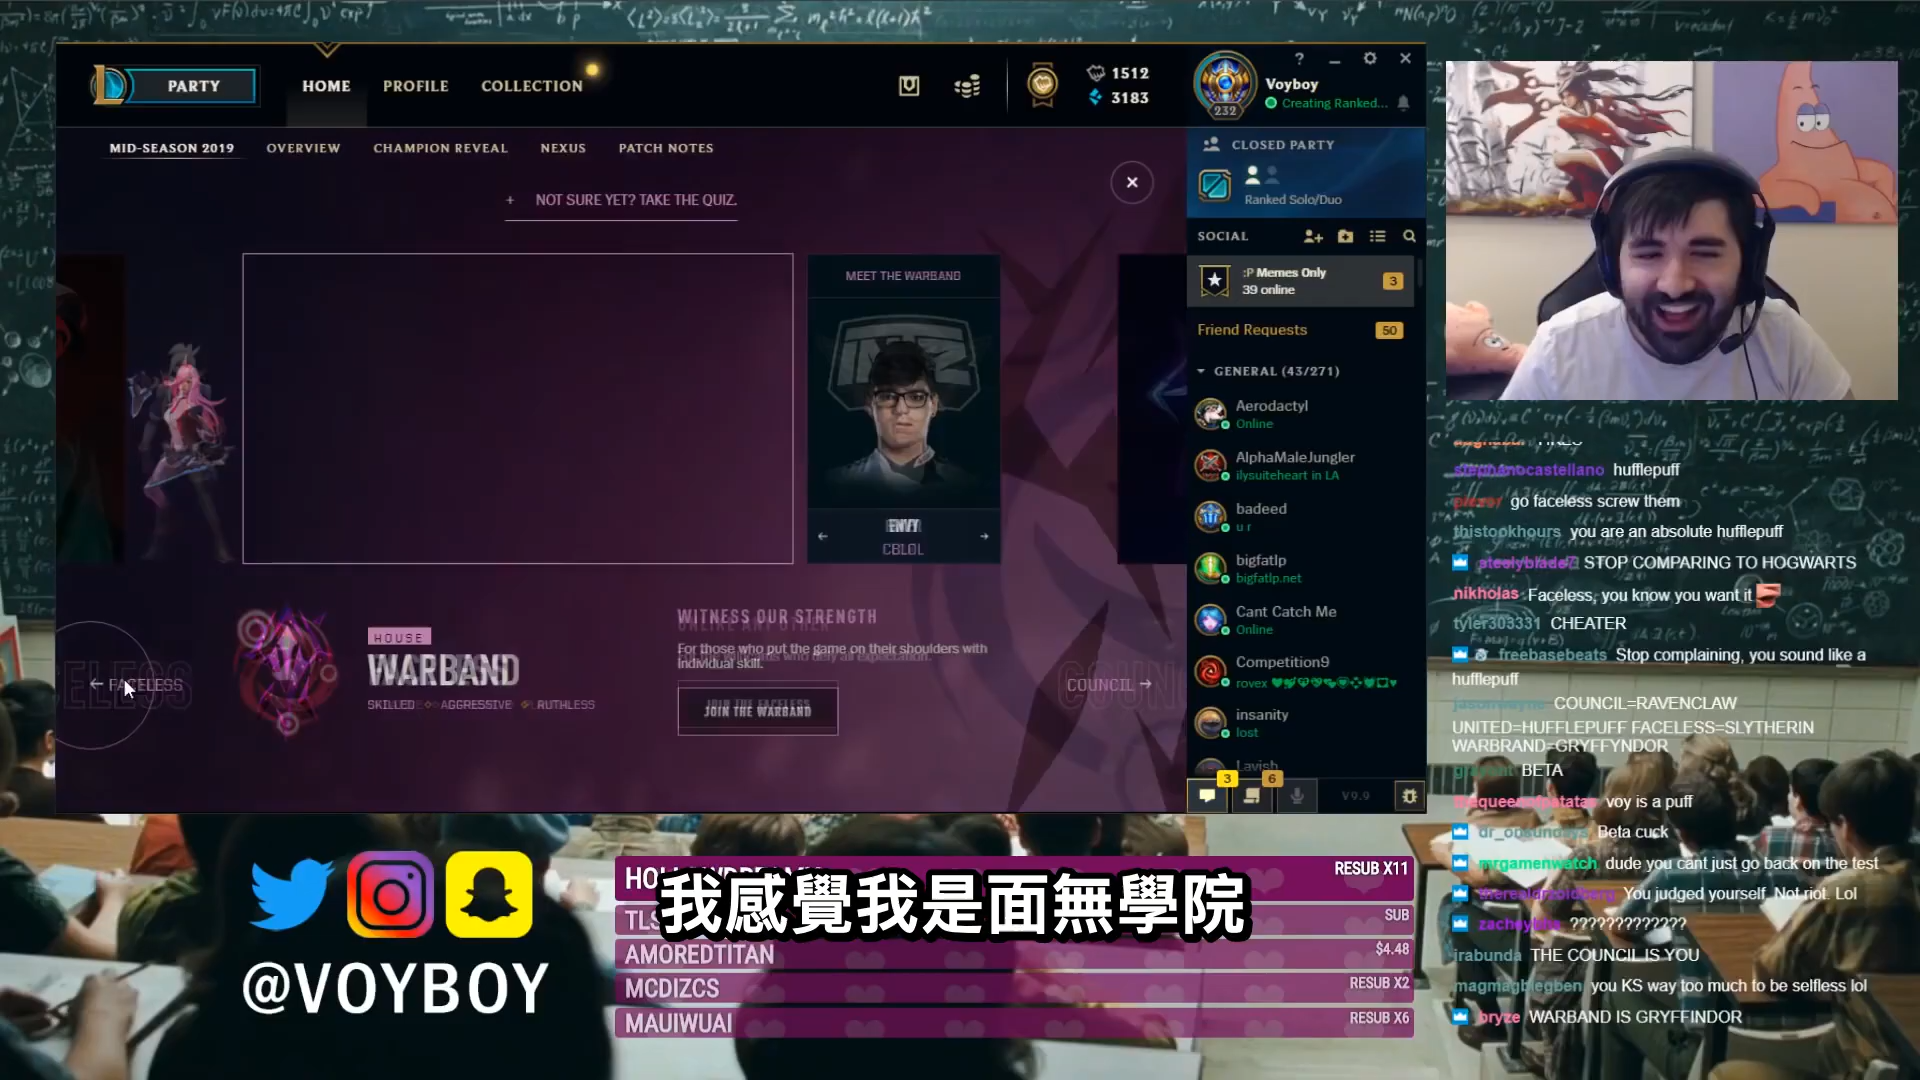 PARTY
HOME
PROFILE
COLLECTION
1512
3183
232
Voyboy
Creating Ranked...
MID-SEASON 2019
OVERVIEW
CHAMPION REVEAL
NEXUS
PATCH NOTES
+ NOT SURE YET? TAKE THE QUIZ.
MEET THE WARBAND
ENVY
CBLOL
← FACELESS
HOUSE
WARBAND
SKILLED AGGRESSIVE RUTHLESS
WITNESS OUR STRENGTH
For those who put the game on their shoulders with
individual skill.
JOIN THE WARBAND
COUNCIL →
CLOSED PARTY
Ranked Solo/Duo
SOCIAL
:P Memes Only
39 online
3
Friend Requests
50
GENERAL (43/271)
Aerodactyl
Online
AlphaMaleJungler
ilysuiteheart in LA
badeed
u r
bigfatlp
bigfatlp.net
Cant Catch Me
Online
Competition9
rovex
insanity
lost
Lavish
3
6
V9.9
stephanocastellano hufflepuff
go faceless screw them
thistookhours you are an absolute hufflepuff
STOP COMPARING TO HOGWARTS
nikholas Faceless, you know you want it
tyler303331 CHEATER
freebasebeats Stop complaining, you sound like a
hufflepuff
COUNCIL=RAVENCLAW
UNITED=HUFFLEPUFF FACELESS=SLYTHERIN
WARBRAND=GRYFFYNDOR
BETA
voy is a puff
Beta cuck
mrgamenwatch dude you cant just go back on the test
You judged yourself. Not riot. Lol
?????????????
jrabunda THE COUNCIL IS YOU
magmagblegben you KS way too much to be selfless lol
bryze WARBAND IS GRYFFINDOR
@VOYBOY
RESUB X11
SUB
AMOREDTITAN
$4.48
MCDIZCS
RESUB X2
MAUIWUAI
RESUB X6
我感覺我是面無學院